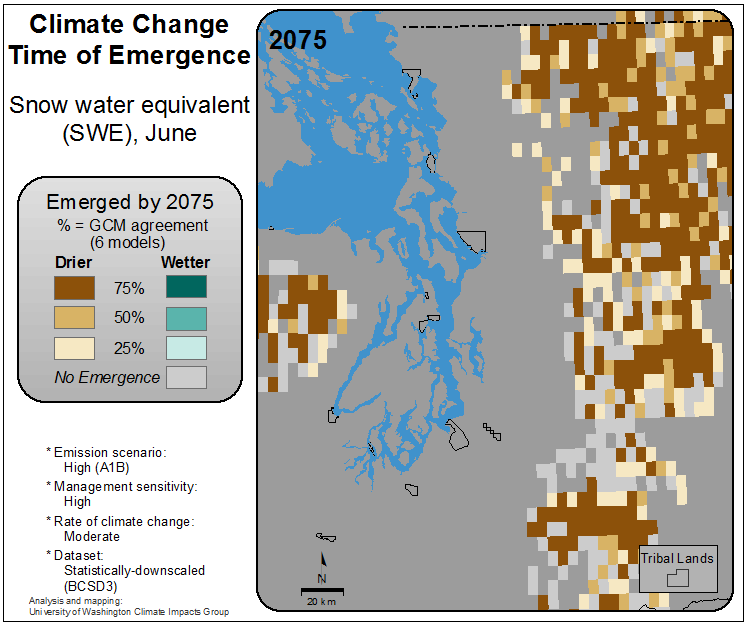 Climate Change
Time of Emergence
Snow water equivalent
(SWE), June
Emerged by 2075
% = GCM agreement
(6 models)
Drier Wetter
75%
50%
25%
No Emergence
* Emission scenario:
High (A1B)
* Management sensitivity:
High
* Rate of climate change:
Moderate
* Dataset:
Statistically-downscaled
(BCSD3)
Analysis and mapping:
University of Washington Climate Impacts Group
2075
N
20 km
Tribal Lands